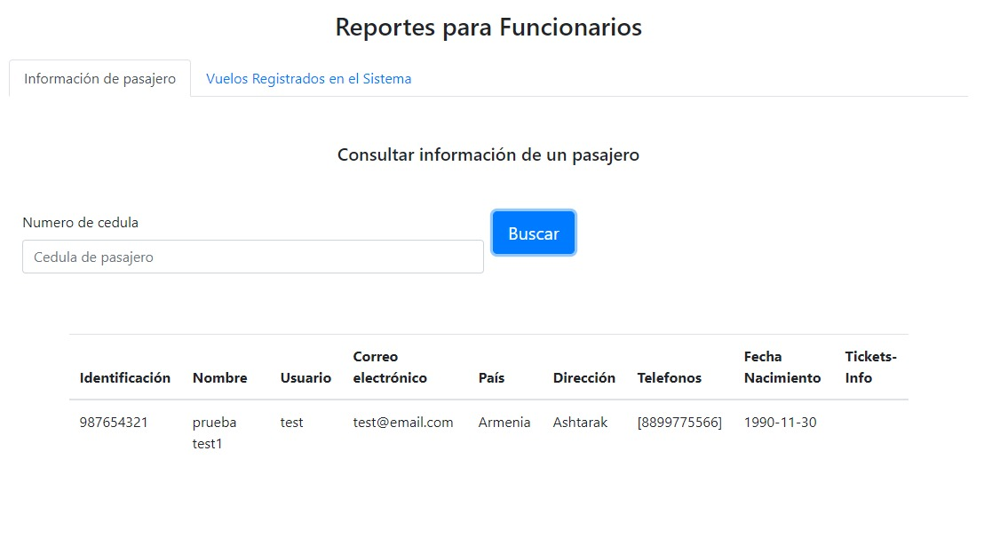 Reportes para Funcionarios
Información de pasajero Vuelos Registrados en el Sistema
Consultar información de un pasajero
Numero de cedula
Buscar
Cedula de pasajero
Identificación Nombre Usuario Correo electrónico País Dirección Telefonos Fecha Nacimiento Tickets-Info
987654321 prueba test1 test test@email.com Armenia Ashtarak [8899775566] 1990-11-30